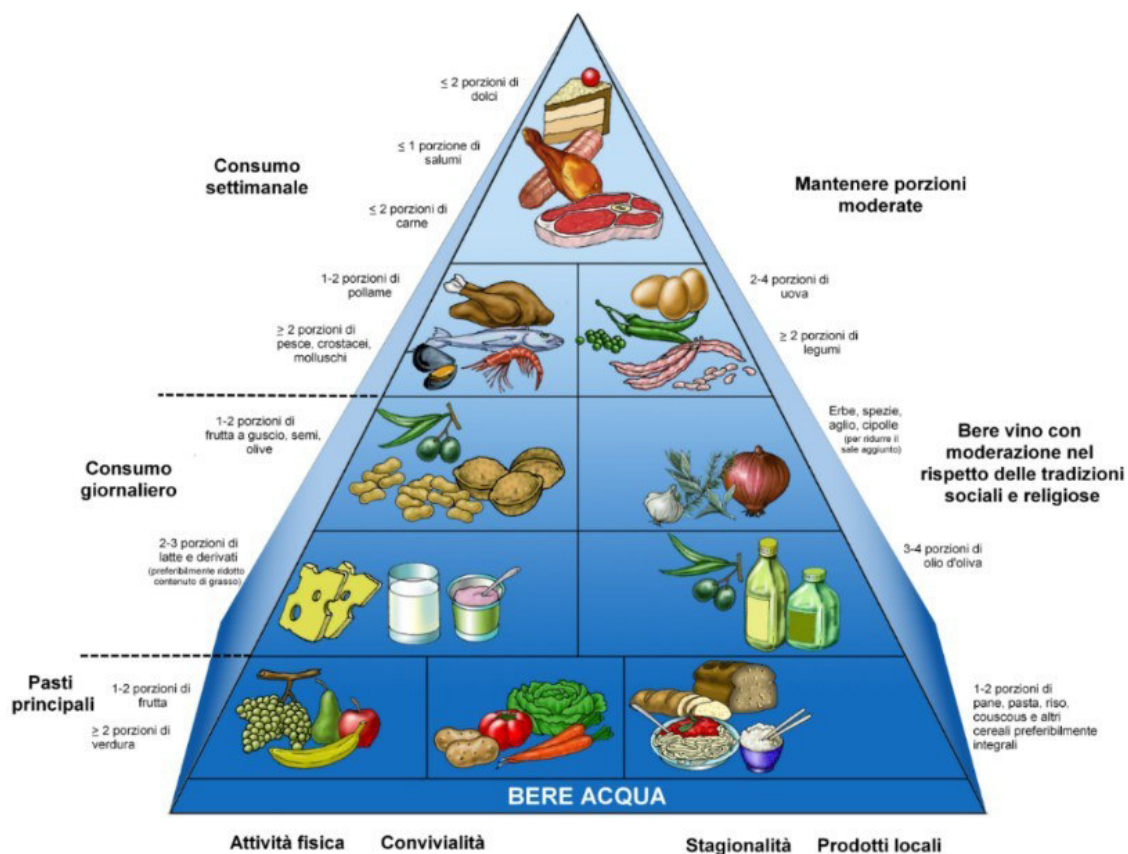 ≤ 2 porzioni di
dolci
≤ 1 porzione di
salumi
Consumo
settimanale
≤ 2 porzioni di
carne
Mantenere porzioni
moderate
1-2 porzioni di
pollame
2-4 porzioni di
uova
≥ 2 porzioni di
pesce, crostacei,
molluschi
≥ 2 porzioni di
legumi
1-2 porzioni di
frutta a guscio, semi,
olive
Erbe, spezie,
aglio, cipolle
(per ridurre il
sale aggiunto)
Consumo
giornaliero
Bere vino con
moderazione nel
rispetto delle tradizioni
sociali e religiose
2-3 porzioni di
latte e derivati
(preferibilmente ridotto
contenuto di grasso)
3-4 porzioni di
olio d'oliva
Pasti
principali
1-2 porzioni di
frutta
≥ 2 porzioni di
verdura
1-2 porzioni di
pane, pasta, riso,
couscous e altri
cereali preferibilmente
integrali
BERE ACQUA
Attività fisica Convivialità Stagionalità Prodotti locali